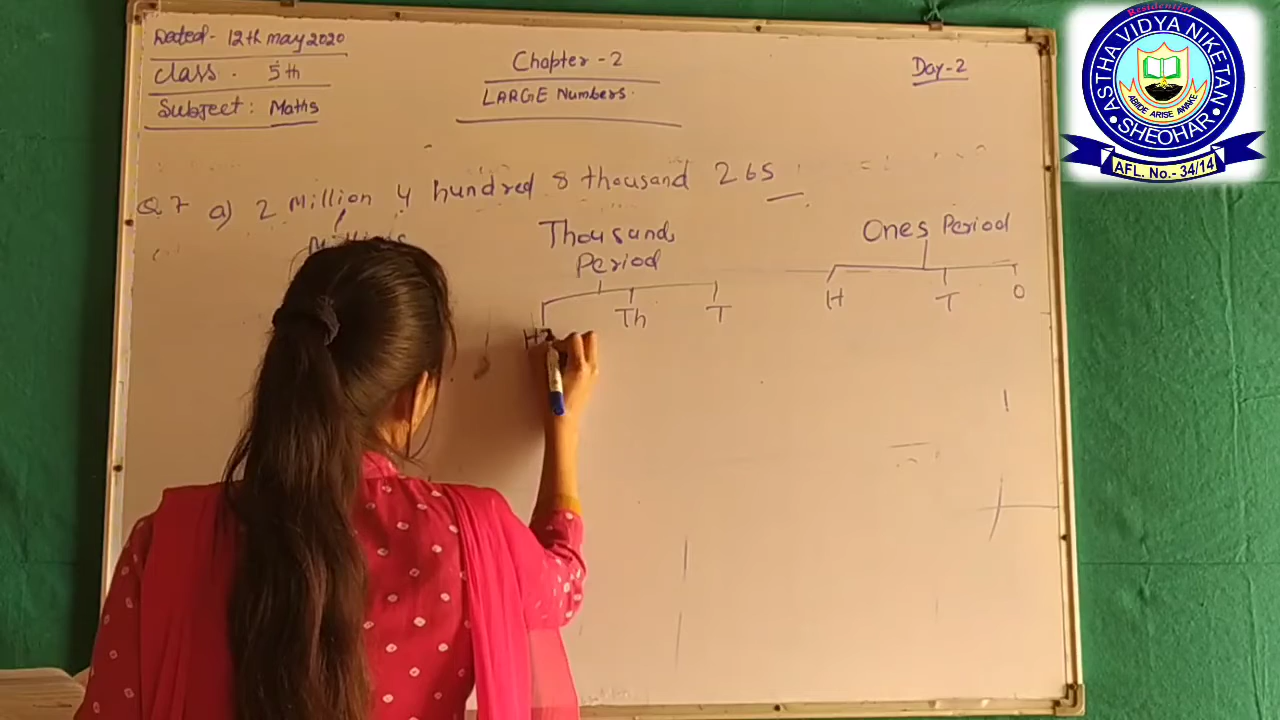 Dated- 12th may 2020
Class. 5th
Subject: Maths
Chapter-2
LARGE Numbers.
Day-2
Residential
ASTHA VIDYA NIKETAN
ABIDE ARISE AWAKE
SHEOHAR
AFL. No.- 34/14
Q.7 a) 2 Million 4 hundred 8 thousand 265
Thousands Ones Period
Period
H T O
Th T